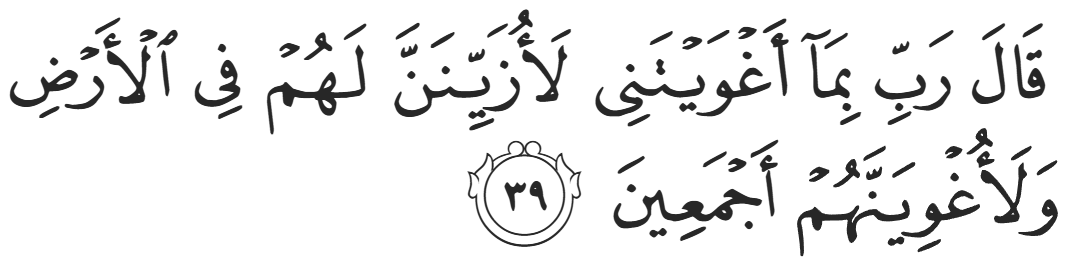 قَالَ رَبِّ بِمَآ أَغْوَيْتَنِى لَأُزَيِّنَنَّ لَهُمْ فِى ٱلْأَرْضِ
وَلَأُغْوِيَنَّهُمْ أَجْمَعِينَ ٣٩